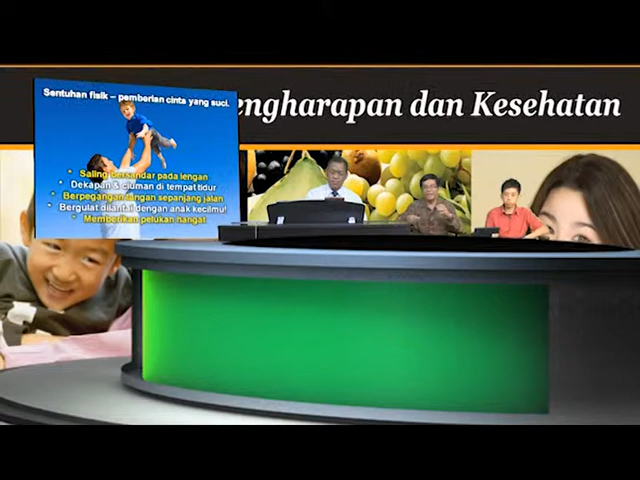 engharapan dan Kesehatan
Sentuhan fisik – pemberian cinta yang suci.
• Saling bersandar pada lengan
• Dekapan & ciuman di tempat tidur
• Berpegangan tangan sepanjang jalan
• Bergulat dilantai dengan anak kecilmu!
• Memberikan pelukan hangat